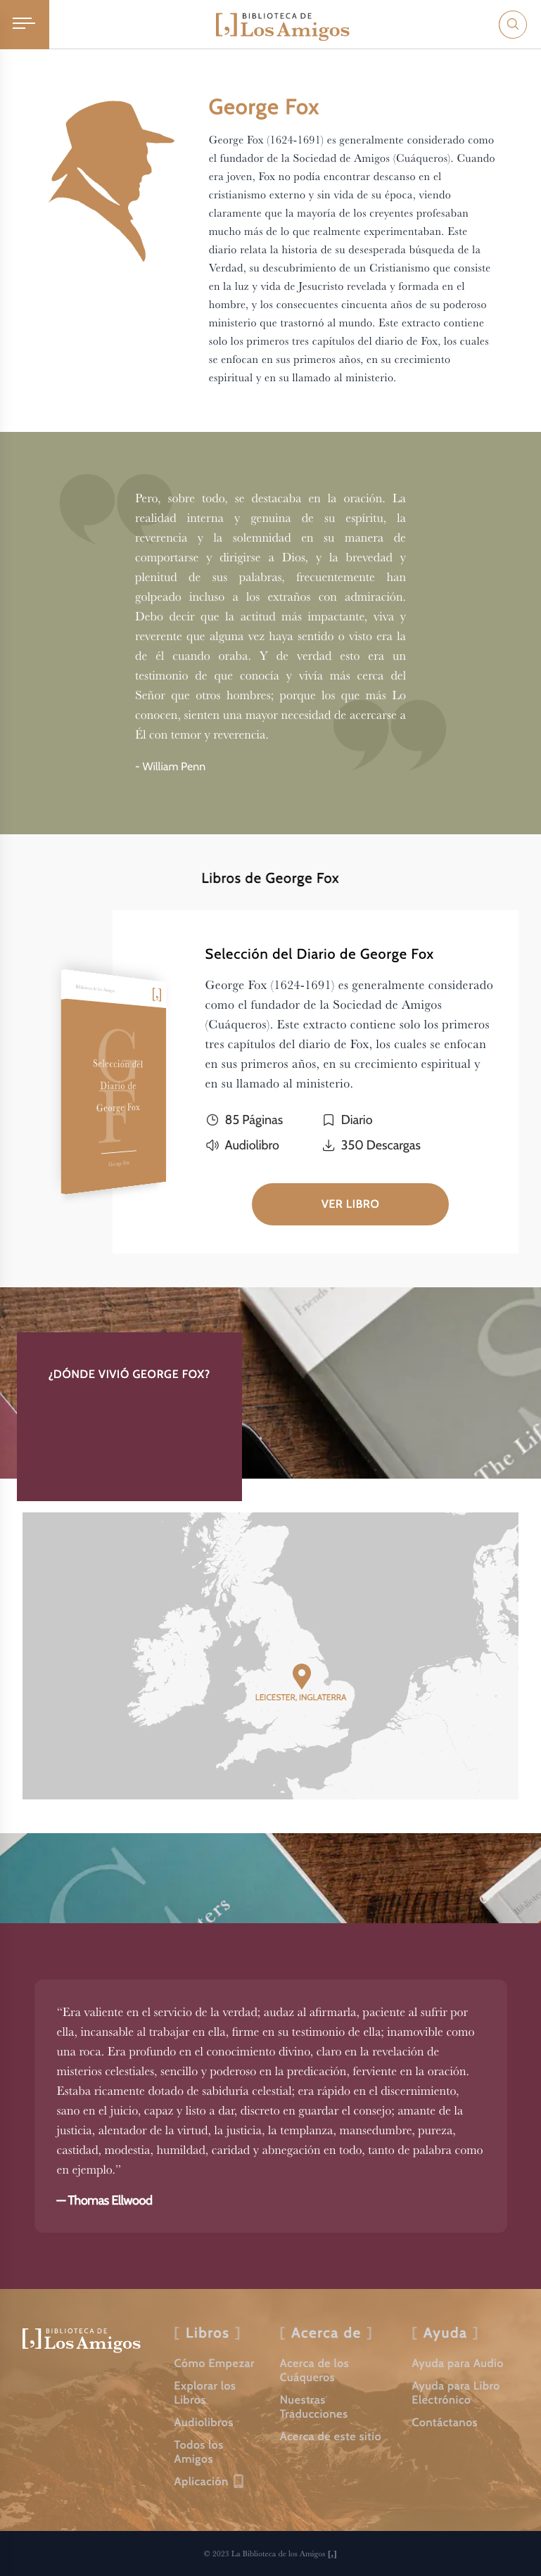 BIBLIOTECA DE
[,] Los Amigos
George Fox
George Fox (1624-1691) es generalmente considerado como
el fundador de la Sociedad de Amigos (Cuáqueros). Cuando
era joven, Fox no podía encontrar descanso en el
cristianismo externo y sin vida de su época, viendo
claramente que la mayoría de los creyentes profesaban
mucho más de lo que realmente experimentaban. Este
diario relata la historia de su desesperada búsqueda de la
Verdad, su descubrimiento de un Cristianismo que consiste
en la luz y vida de Jesucristo revelada y formada en el
hombre, y los consecuentes cincuenta años de su poderoso
ministerio que trastornó al mundo. Este extracto contiene
solo los primeros tres capítulos del diario de Fox, los cuales
se enfocan en sus primeros años, en su crecimiento
espiritual y en su llamado al ministerio.
Pero, sobre todo, se destacaba en la oración. La
realidad interna y genuina de su espíritu, la
reverencia y la solemnidad en su manera de
comportarse y dirigirse a Dios, y la brevedad y
plenitud de sus palabras, frecuentemente han
golpeado incluso a los extraños con admiración.
Debo decir que la actitud más impactante, viva y
reverente que alguna vez haya sentido o visto era la
de él cuando oraba. Y de verdad esto era un
testimonio de que conocía y vivía más cerca del
Señor que otros hombres; porque los que más Lo
conocen, sienten una mayor necesidad de acercarse a
Él con temor y reverencia.
- William Penn
Libros de George Fox
Biblioteca de los Amigos
[,]
GF
Selección del
Diario de
George Fox
George Fox
Selección del Diario de George Fox
George Fox (1624-1691) es generalmente considerado
como el fundador de la Sociedad de Amigos
(Cuáqueros). Este extracto contiene solo los primeros
tres capítulos del diario de Fox, los cuales se enfocan
en sus primeros años, en su crecimiento espiritual y
en su llamado al ministerio.
85 Páginas
Diario
Audiolibro
350 Descargas
VER LIBRO
Friends
The Life
¿DÓNDE VIVIÓ GEORGE FOX?
LEICESTER, INGLATERRA
“Era valiente en el servicio de la verdad; audaz al afirmarla, paciente al sufrir por
ella, incansable al trabajar en ella, firme en su testimonio de ella; inamovible como
una roca. Era profundo en el conocimiento divino, claro en la revelación de
misterios celestiales, sencillo y poderoso en la predicación, ferviente en la oración.
Estaba ricamente dotado de sabiduría celestial; era rápido en el discernimiento,
sano en el juicio, capaz y listo a dar, discreto en guardar el consejo; amante de la
justicia, alentador de la virtud, la justicia, la templanza, mansedumbre, pureza,
castidad, modestia, humildad, caridad y abnegación en todo, tanto de palabra como
en ejemplo.”
— Thomas Ellwood
BIBLIOTECA DE
[,] Los Amigos
[ Libros ]
Cómo Empezar
Explorar los
Libros
Audiolibros
Todos los
Amigos
Aplicación
[ Acerca de ]
Acerca de los
Cuáqueros
Nuestras
Traducciones
Acerca de este sitio
[ Ayuda ]
Ayuda para Audio
Ayuda para Libro
Electrónico
Contáctanos
© 2023 La Biblioteca de los Amigos [,]